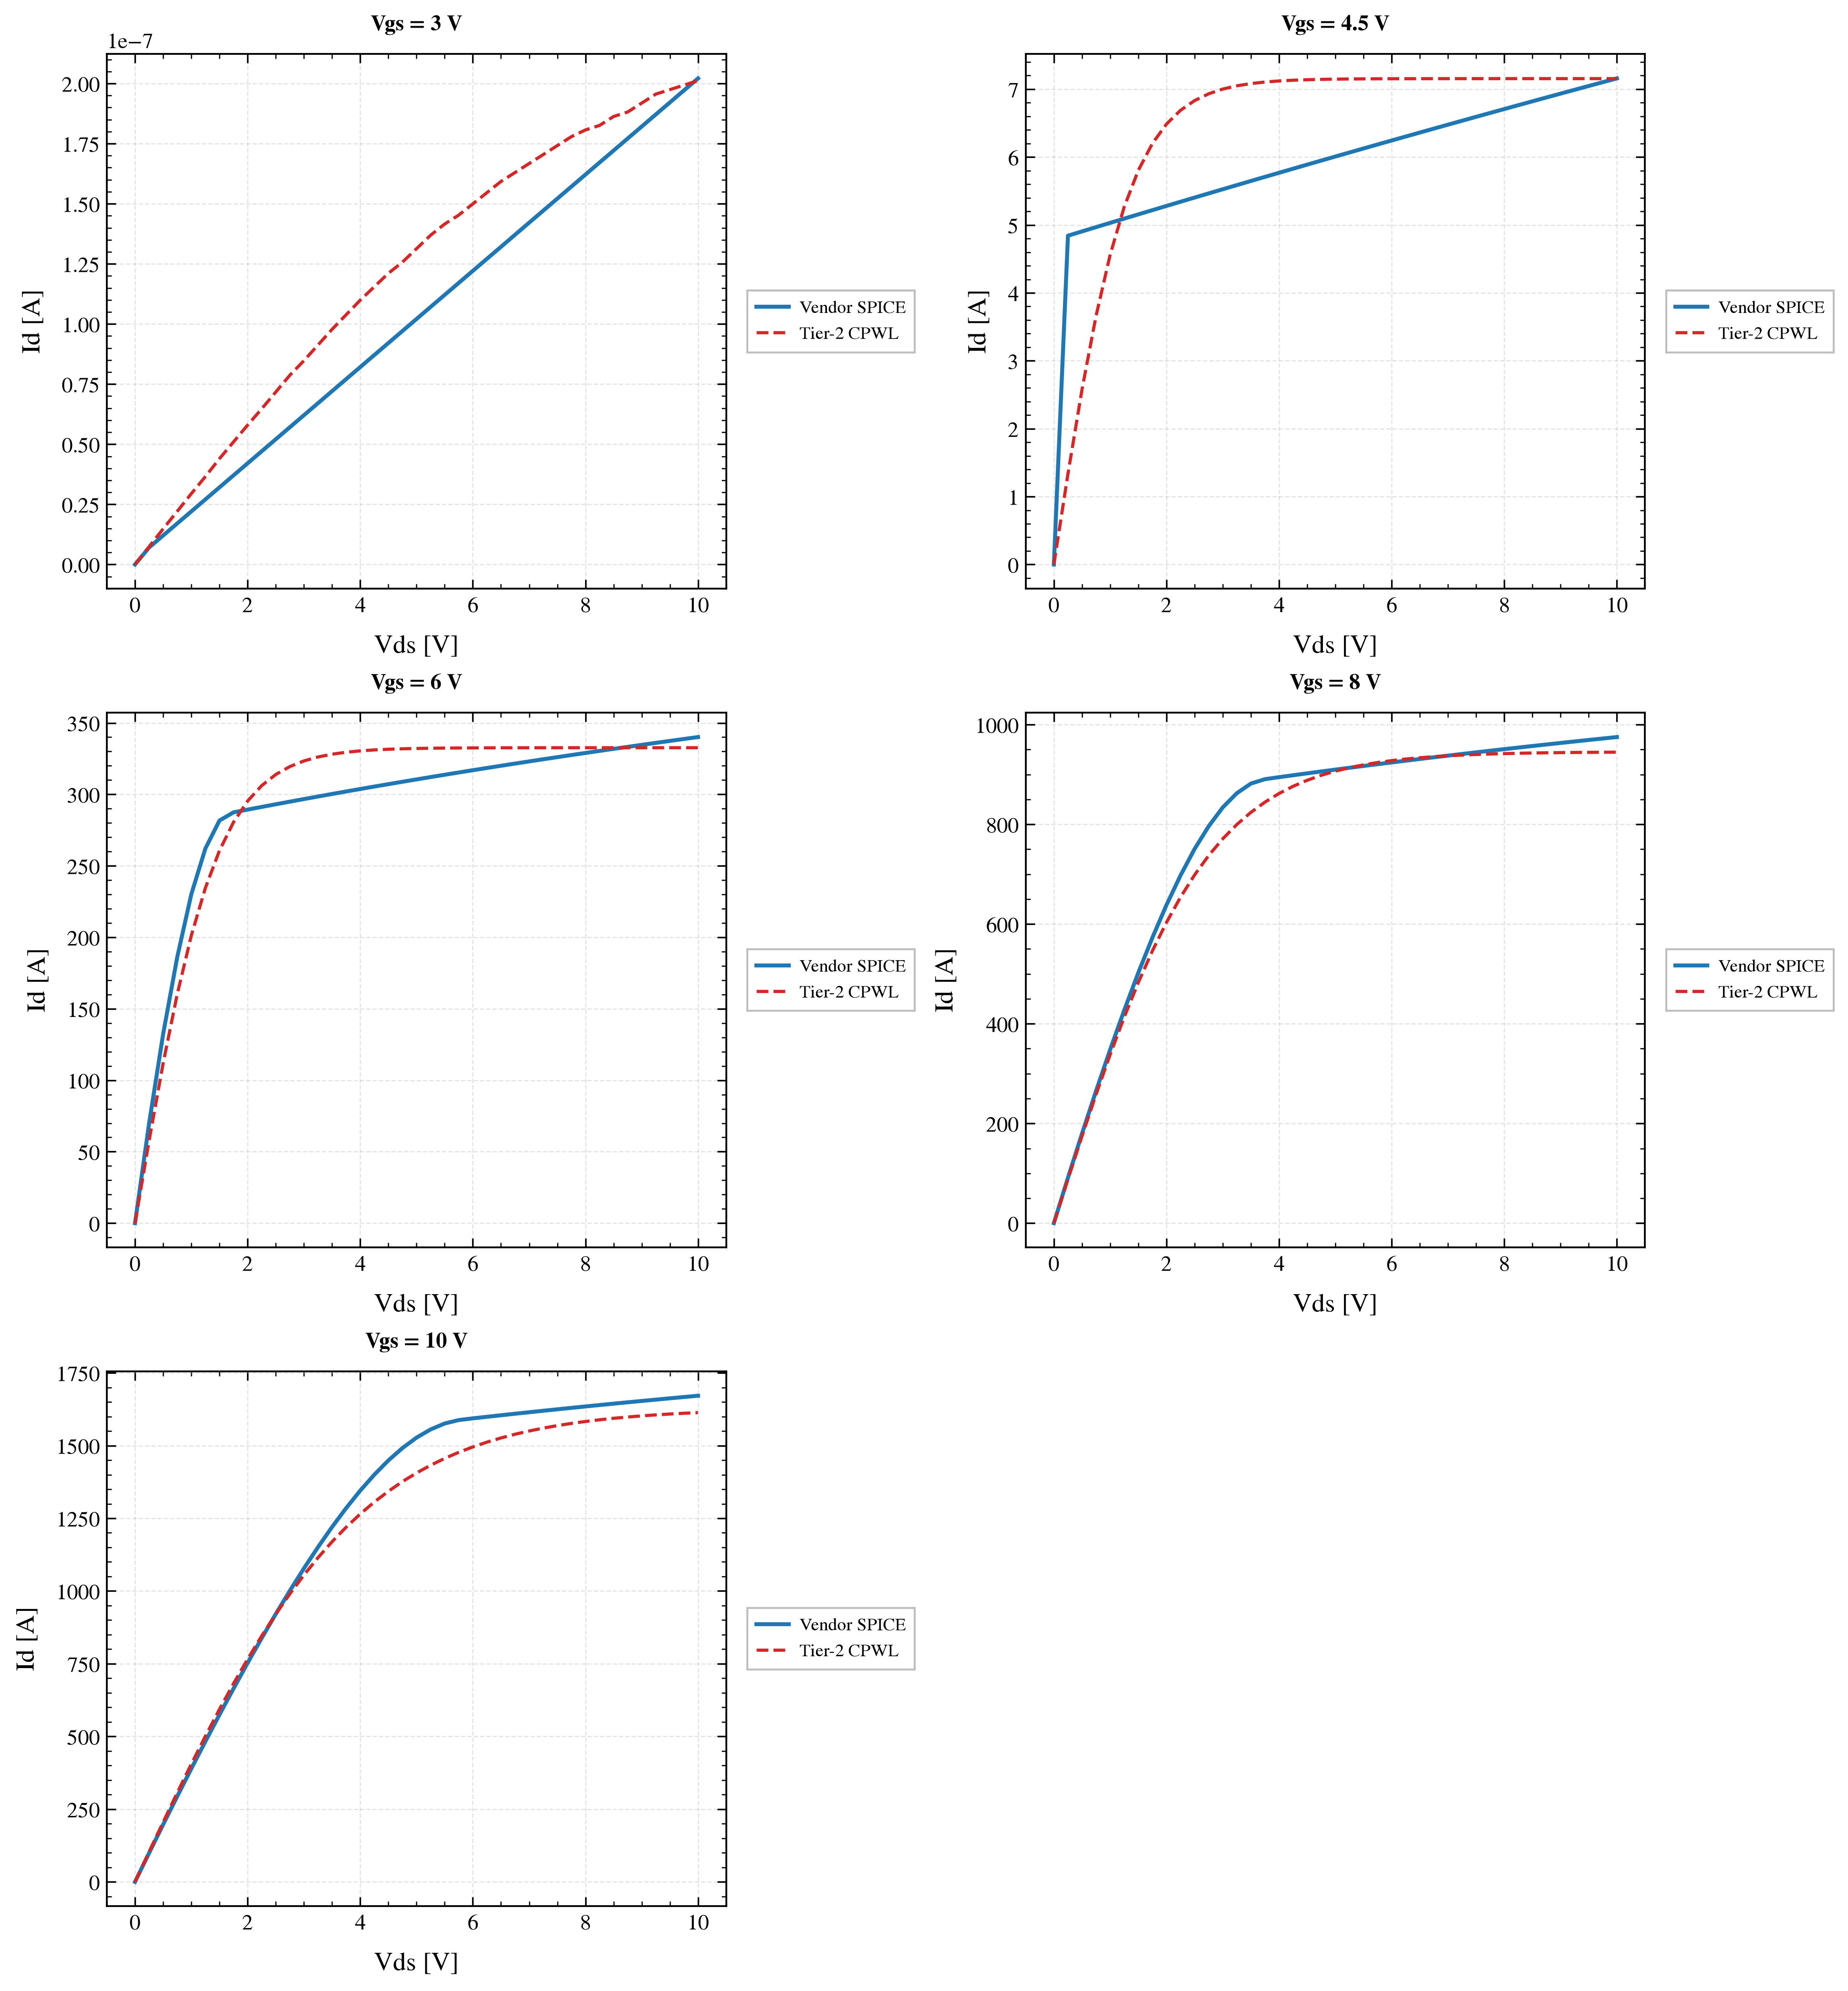 Vgs = 3 V
1e−7
2.00
1.75
1.50
1.25
1.00
0.75
0.50
0.25
0.00
Id [A]
0 2 4 6 8 10
Vds [V]
Vendor SPICE
Tier-2 CPWL
Vgs = 4.5 V
7
6
5
4
3
2
1
0
Id [A]
0 2 4 6 8 10
Vds [V]
Vendor SPICE
Tier-2 CPWL
Vgs = 6 V
350
300
250
200
150
100
50
0
Id [A]
0 2 4 6 8 10
Vds [V]
Vendor SPICE
Tier-2 CPWL
Vgs = 8 V
1000
800
600
400
200
0
Id [A]
0 2 4 6 8 10
Vds [V]
Vendor SPICE
Tier-2 CPWL
Vgs = 10 V
1750
1500
1250
1000
750
500
250
0
Id [A]
0 2 4 6 8 10
Vds [V]
Vendor SPICE
Tier-2 CPWL